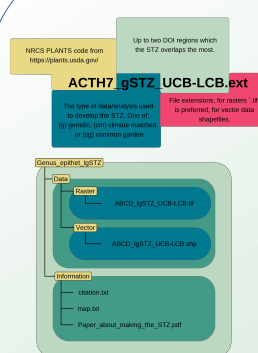 Up to two DOI regions which
the STZ overlaps the most.
NRCS PLANTS code from
https://plants.usda.gov/
ACTH7_gSTZ_UCB-LCB.ext
The type of data/analysis used
to develop the STZ. One of:
(g) genetic, (cm) climate matched,
or (cg) common garden
File extensions, for rasters `.tif`
is preferred, for vector data
shapefiles.
Genus_epithet_lgSTZ
Data
Raster
ABCD_lgSTZ_UCB-LCB.tif
Vector
ABCD_lgSTZ_UCB-LCB.shp
Information
citation.txt
map.txt
Paper_about_making_the_STZ.pdf